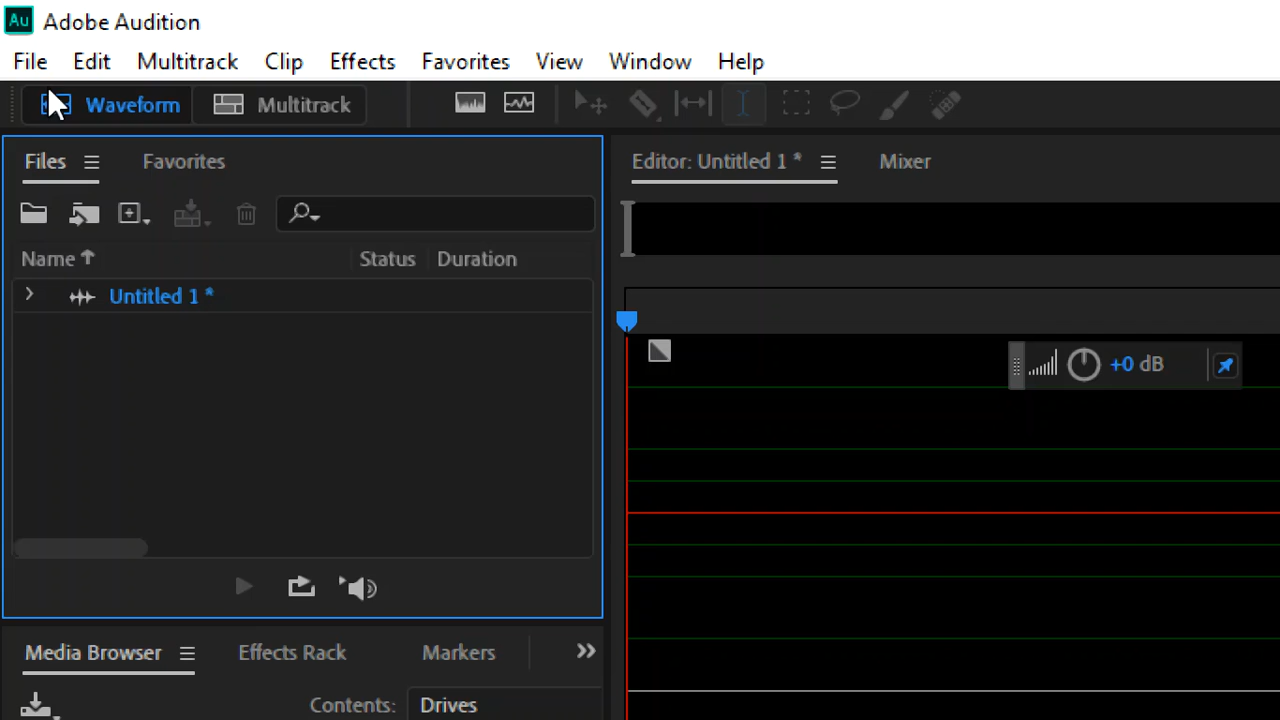 Au Adobe Audition
File Edit Multitrack Clip Effects Favorites View Window Help
Waveform Multitrack
Files Favorites
Editor: Untitled 1 * Mixer
Name Status Duration
Untitled 1 *
+0 dB
Media Browser Effects Rack Markers
Contents: Drives